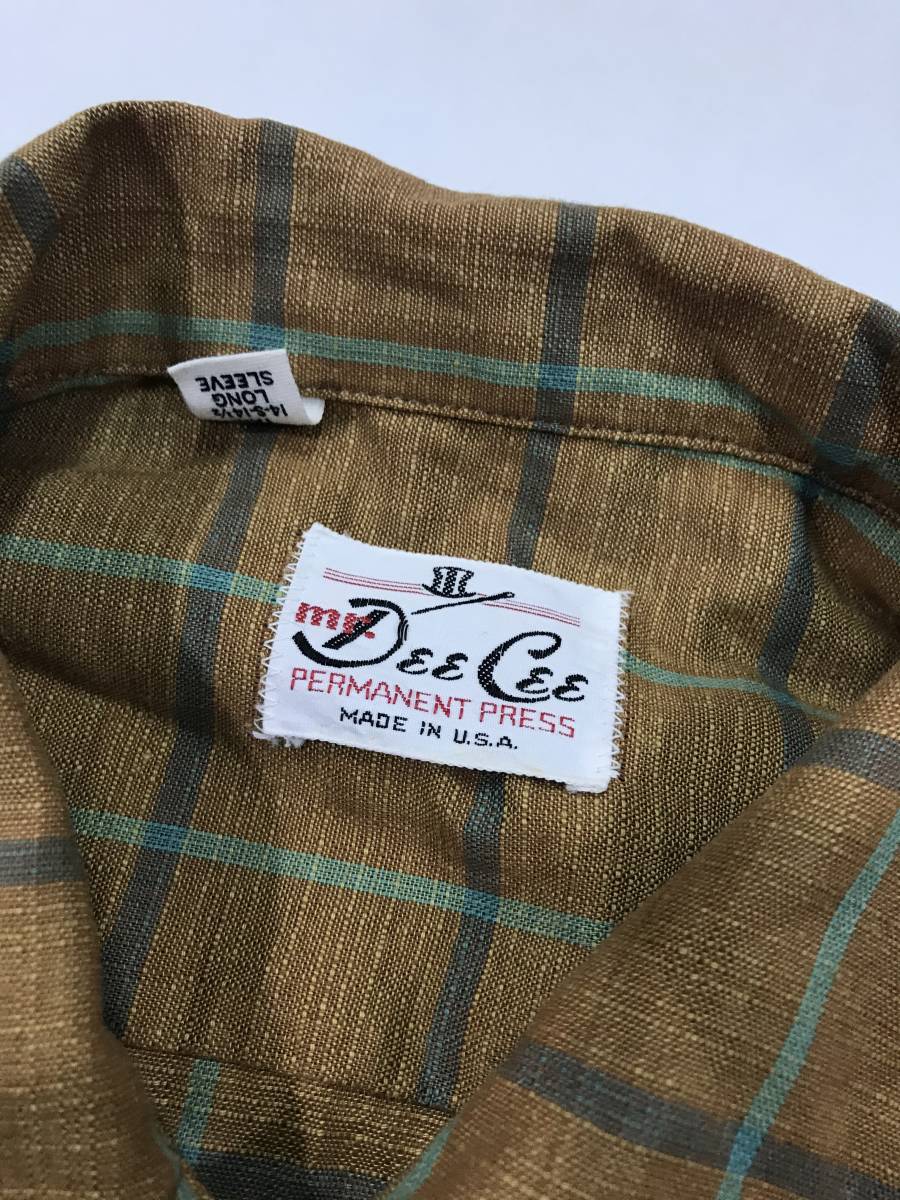 14-S-14½
LONG
SLEEVE
mr. Dee Cee
PERMANENT PRESS
MADE IN U.S.A.